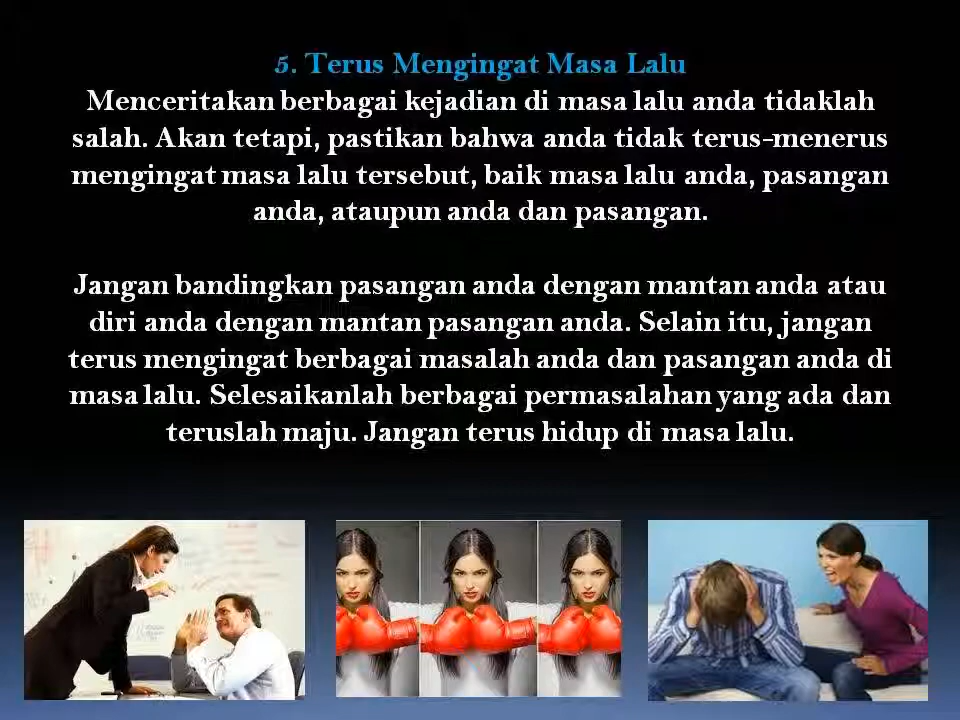 5. Terus Mengingat Masa Lalu
Menceritakan berbagai kejadian di masa lalu anda tidaklah
salah. Akan tetapi, pastikan bahwa anda tidak terus-menerus
mengingat masa lalu tersebut, baik masa lalu anda, pasangan
anda, ataupun anda dan pasangan.
Jangan bandingkan pasangan anda dengan mantan anda atau
diri anda dengan mantan pasangan anda. Selain itu, jangan
terus mengingat berbagai masalah anda dan pasangan anda di
masa lalu. Selesaikanlah berbagai permasalahan yang ada dan
teruslah maju. Jangan terus hidup di masa lalu.